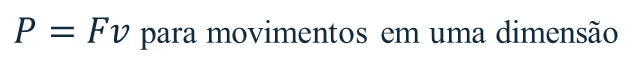 P = Fv para movimentos em uma dimensão